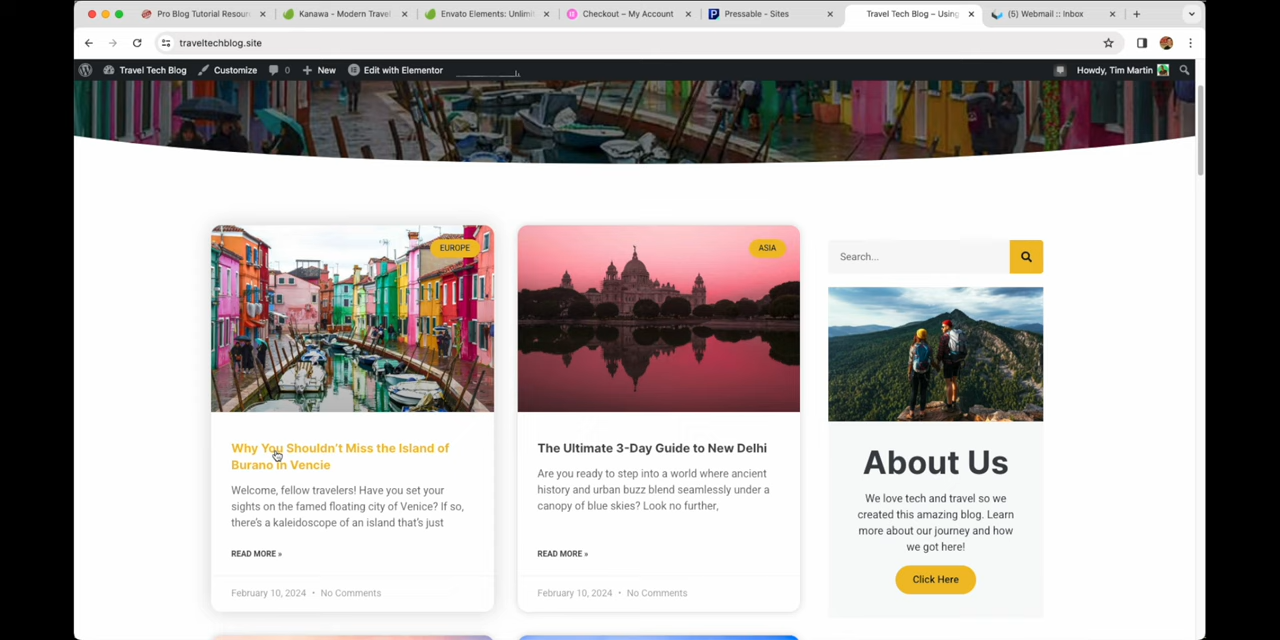 Pro Blog Tutorial Resour
Kanawa - Modern Travel
Envato Elements: Unlimi
Checkout – My Account
Pressable - Sites
Travel Tech Blog – Using
(5) Webmail :: Inbox
traveltechblog.site
Travel Tech Blog
Customize
0
New
Edit with Elementor
Howdy, Tim Martin
EUROPE
ASIA
Search...
Why You Shouldn't Miss the Island of
Burano in Vencie
Welcome, fellow travelers! Have you set your
sights on the famed floating city of Venice? If so,
there's a kaleidoscope of an island that's just
READ MORE »
February 10, 2024 • No Comments
The Ultimate 3-Day Guide to New Delhi
Are you ready to step into a world where ancient
history and urban buzz blend seamlessly under a
canopy of blue skies? Look no further,
READ MORE »
February 10, 2024 • No Comments
About Us
We love tech and travel so we
created this amazing blog. Learn
more about our journey and how
we got here!
Click Here